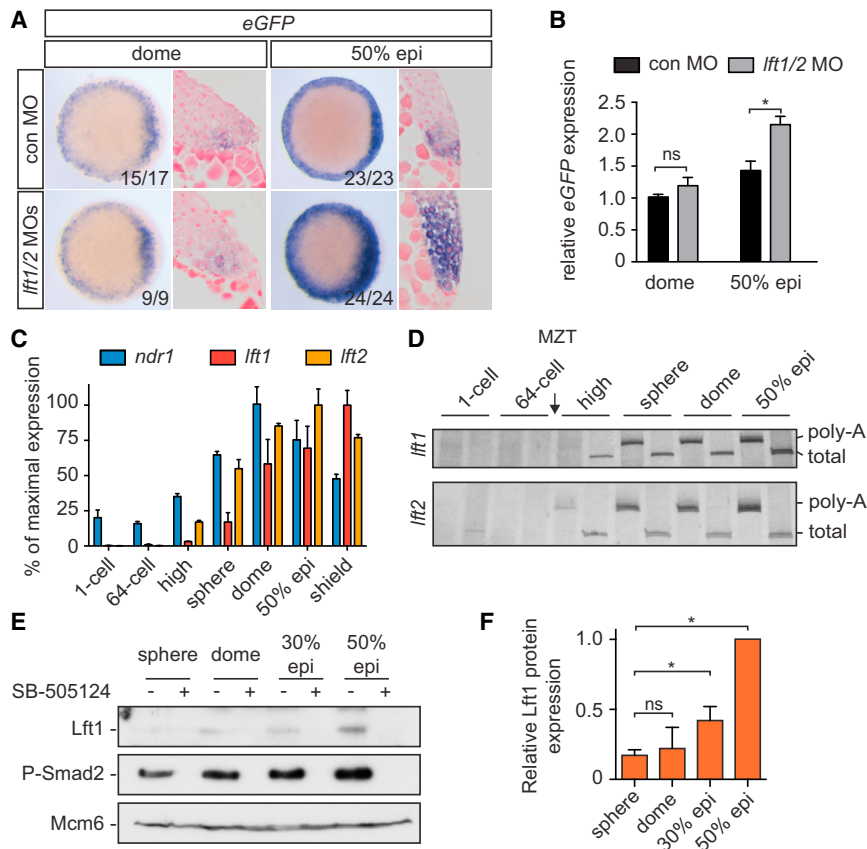 A
eGFP
dome 50% epi
con MO
15/17 23/23
lft1/2 MOs
9/9 24/24
B
con MO lft1/2 MO
relative eGFP expression
2.5
2.0
1.5
1.0
0.5
0
ns *
dome 50% epi
C
ndr1 lft1 lft2
% of maximal expression
100
75
50
25
0
1-cell 64-cell high sphere dome 50% epi shield
D
MZT
1-cell 64-cell high sphere dome 50% epi
lft1
poly-A
total
lft2
poly-A
total
E
sphere dome 30% epi 50% epi
SB-505124 - + - + - + - +
Lft1 -
P-Smad2 -
Mcm6 -
F
Relative Lft1 protein
expression
1.0
0.5
0
*
*
ns
sphere dome 30% epi 50% epi